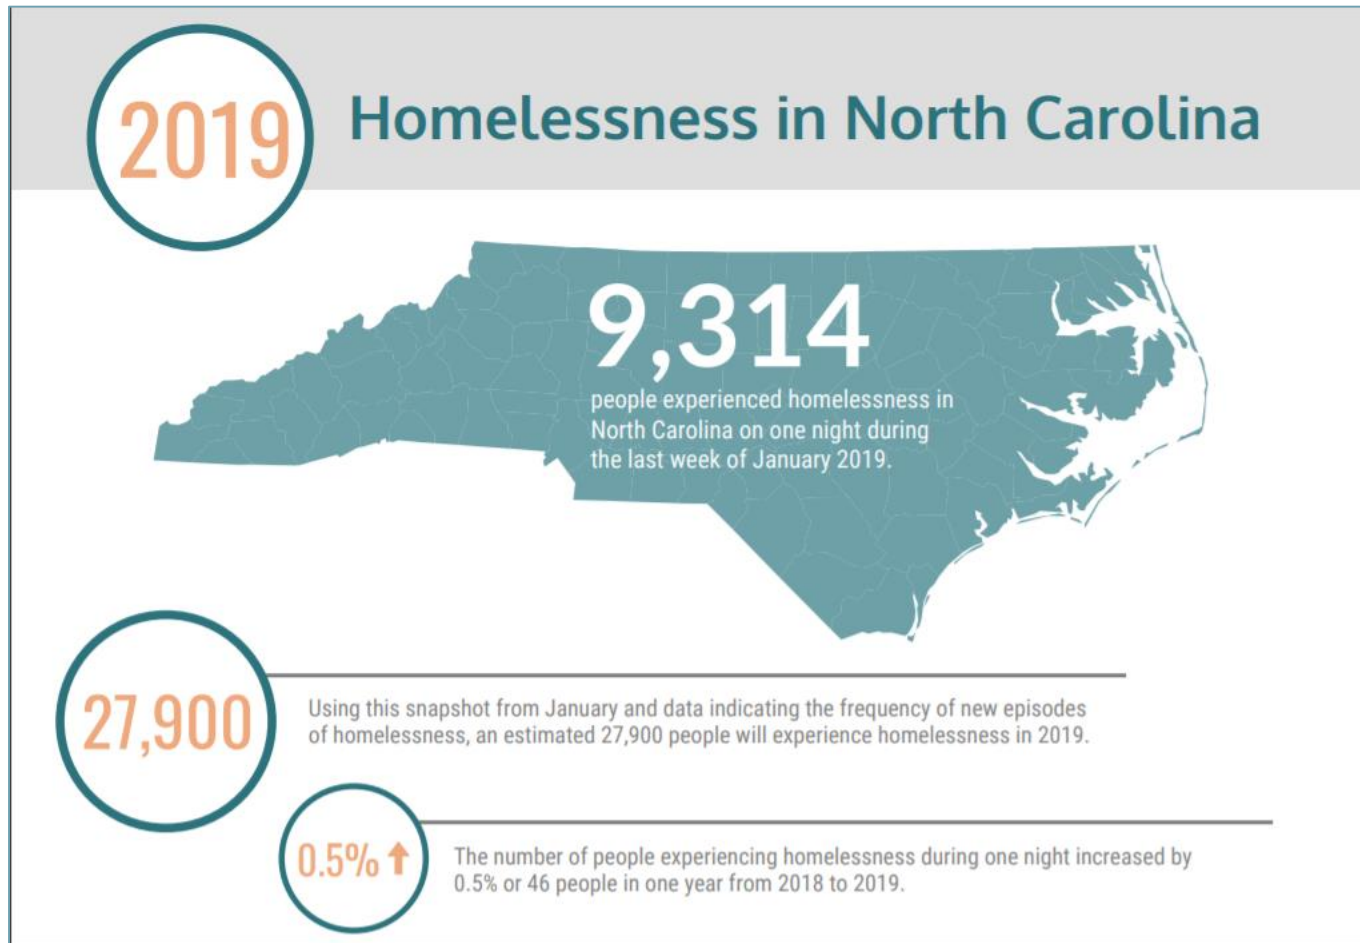 2019
Homelessness in North Carolina
9,314
people experienced homelessness in
North Carolina on one night during
the last week of January 2019.
27,900
Using this snapshot from January and data indicating the frequency of new episodes
of homelessness, an estimated 27,900 people will experience homelessness in 2019.
0.5%
The number of people experiencing homelessness during one night increased by
0.5% or 46 people in one year from 2018 to 2019.